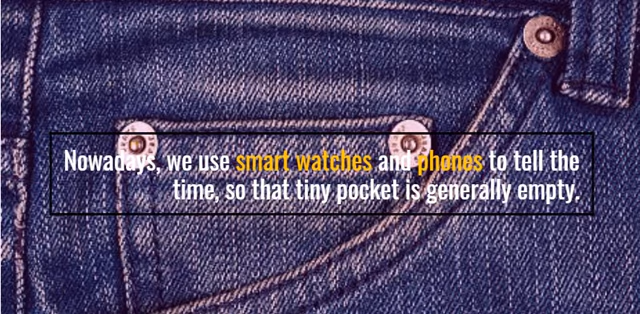 Nowadays, we use smart watches and phones to tell the
time, so that tiny pocket is generally empty.